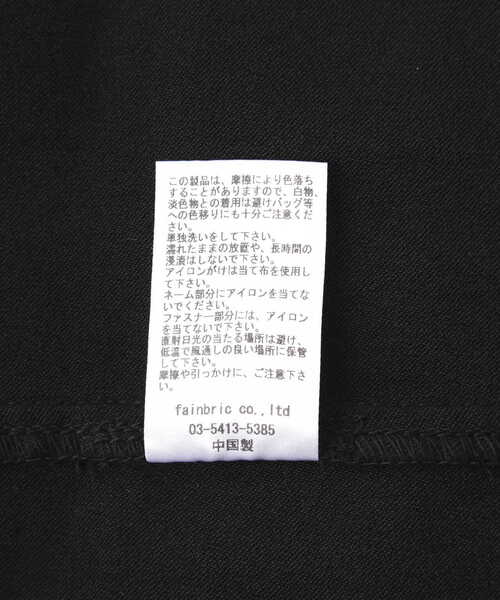 この製品は、摩擦により色落ち
することがありますので、白物、
淡色物との着用は避けバッグ等
への色移りにも十分ご注意くだ
さい。
単独洗いをして下さい。
濡れたままの放置や、長時間の
浸漬はしないで下さい。
アイロンがけは当て布を使用し
て下さい。
ネーム部分にアイロンを当てな
いでください。
ファスナー部分には、アイロン
を当てないで下さい。
直射日光の当たる場所は避け、
低温で風通しの良い場所に保管
して下さい。
摩擦や引っかけに、ご注意下さ
い。
fainbric co.,ltd
03-5413-5385
中国製